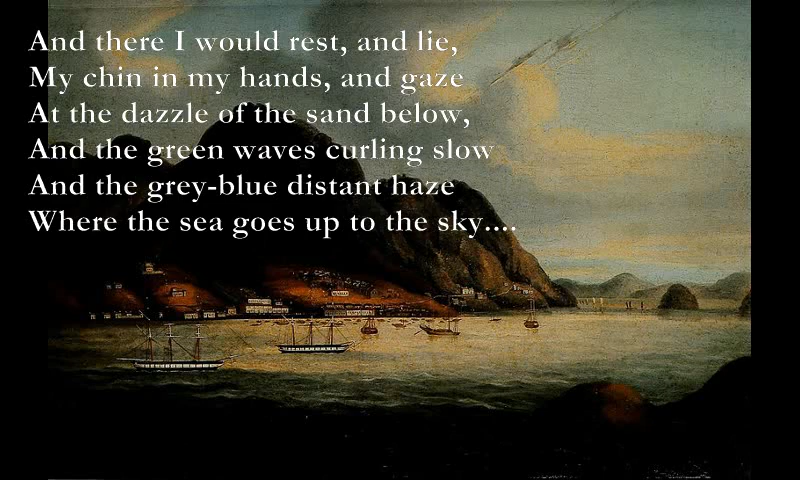 And there I would rest, and lie,
My chin in my hands, and gaze
At the dazzle of the sand below,
And the green waves curling slow
And the grey-blue distant haze
Where the sea goes up to the sky....